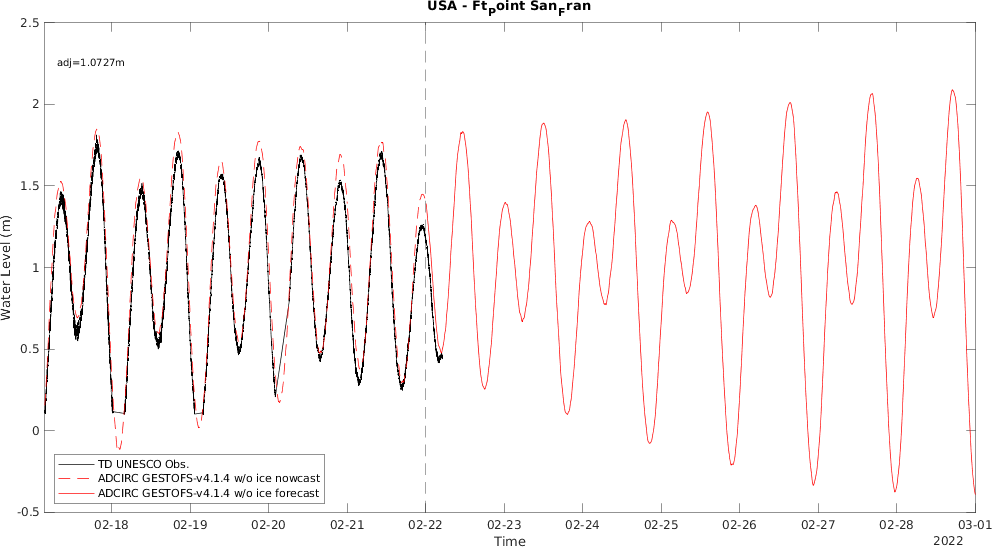 USA - FtPoint SanFran
2.5
adj=1.0727m
2
1.5
1
0.5
0
-0.5
Water Level (m)
TD UNESCO Obs.
ADCIRC GESTOFS-v4.1.4 w/o ice nowcast
ADCIRC GESTOFS-v4.1.4 w/o ice forecast
02-18 02-19 02-20 02-21 02-22 02-23 02-24 02-25 02-26 02-27 02-28 03-01
Time
2022